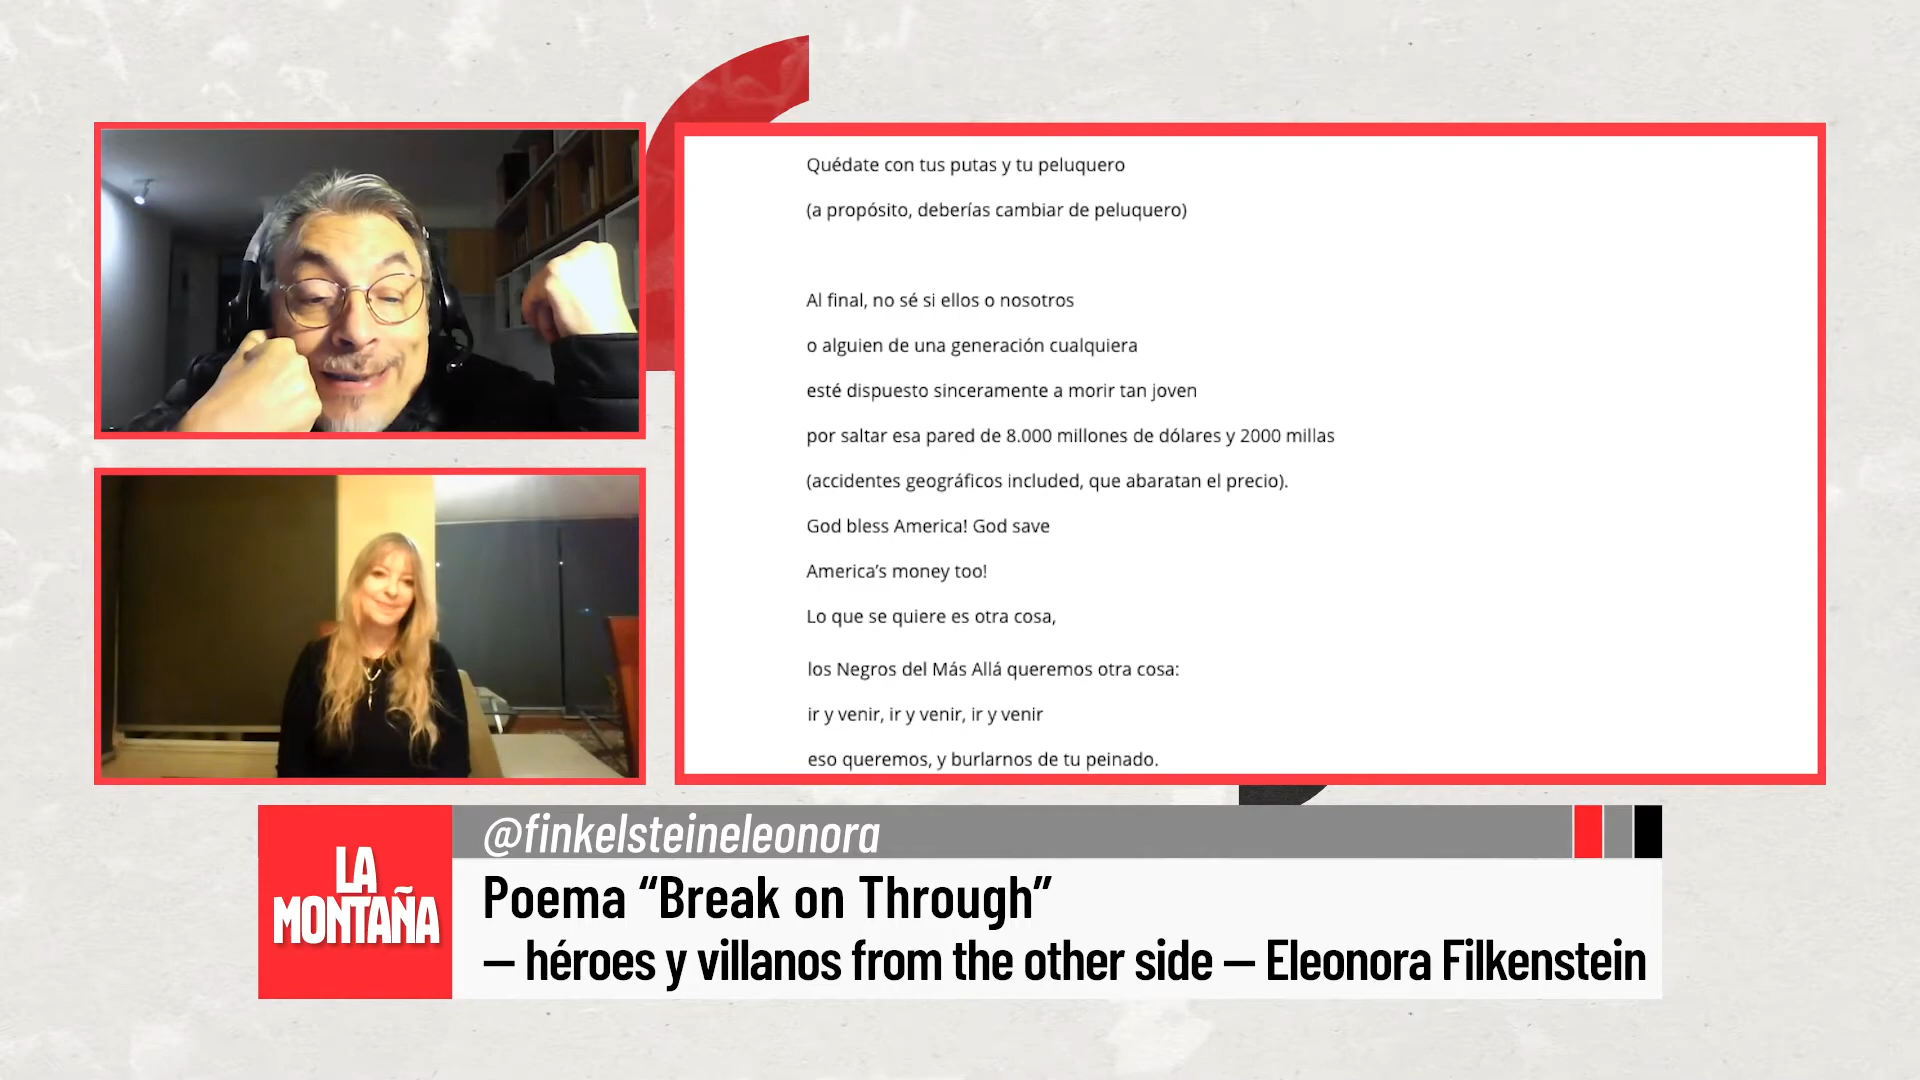 Quédate con tus putas y tu peluquero
(a propósito, deberías cambiar de peluquero)
Al final, no sé si ellos o nosotros
o alguien de una generación cualquiera
esté dispuesto sinceramente a morir tan joven
por saltar esa pared de 8.000 millones de dólares y 2000 millas
(accidentes geográficos included, que abaratan el precio).
God bless America! God save
America’s money too!
Lo que se quiere es otra cosa,
los Negros del Más Allá queremos otra cosa:
ir y venir, ir y venir, ir y venir
eso queremos, y burlarnos de tu peinado.
LA
MONTAÑA
@finkelsteineleonora
Poema “Break on Through”
— héroes y villanos from the other side — Eleonora Filkenstein